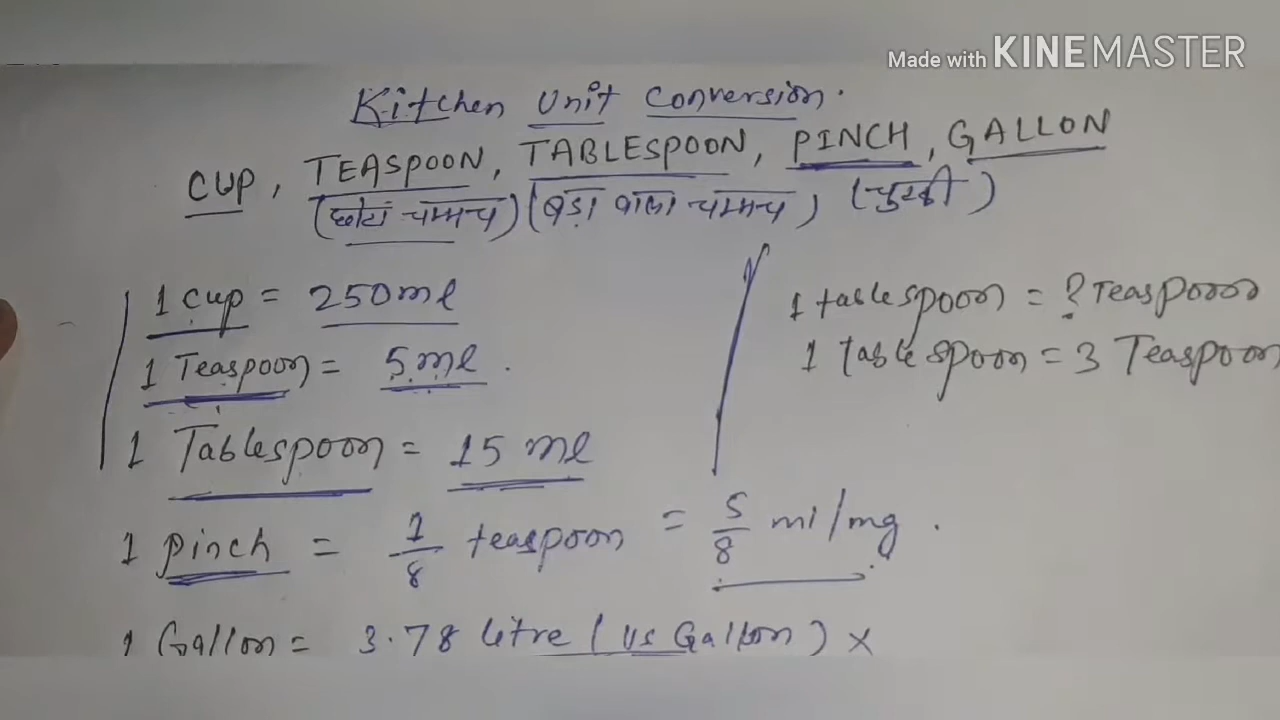 Made with KINEMASTER
Kitchen Unit Conversion.
CUP, TEASPOON, TABLESPOON, PINCH, GALLON
(छोटा चम्मच) (बड़ा वाला चम्मच) (चुटकी)
1 cup = 250ml
1 Teaspoon = 5ml.
1 Tablespoon = 15 ml
1 tablespoon = ? Teaspoon
1 Tablespoon = 3 Teaspoon
1 pinch = 1/8 teaspoon = 5/8 ml/mg.
1 Gallon = 3.78 litre (US Gallon) x